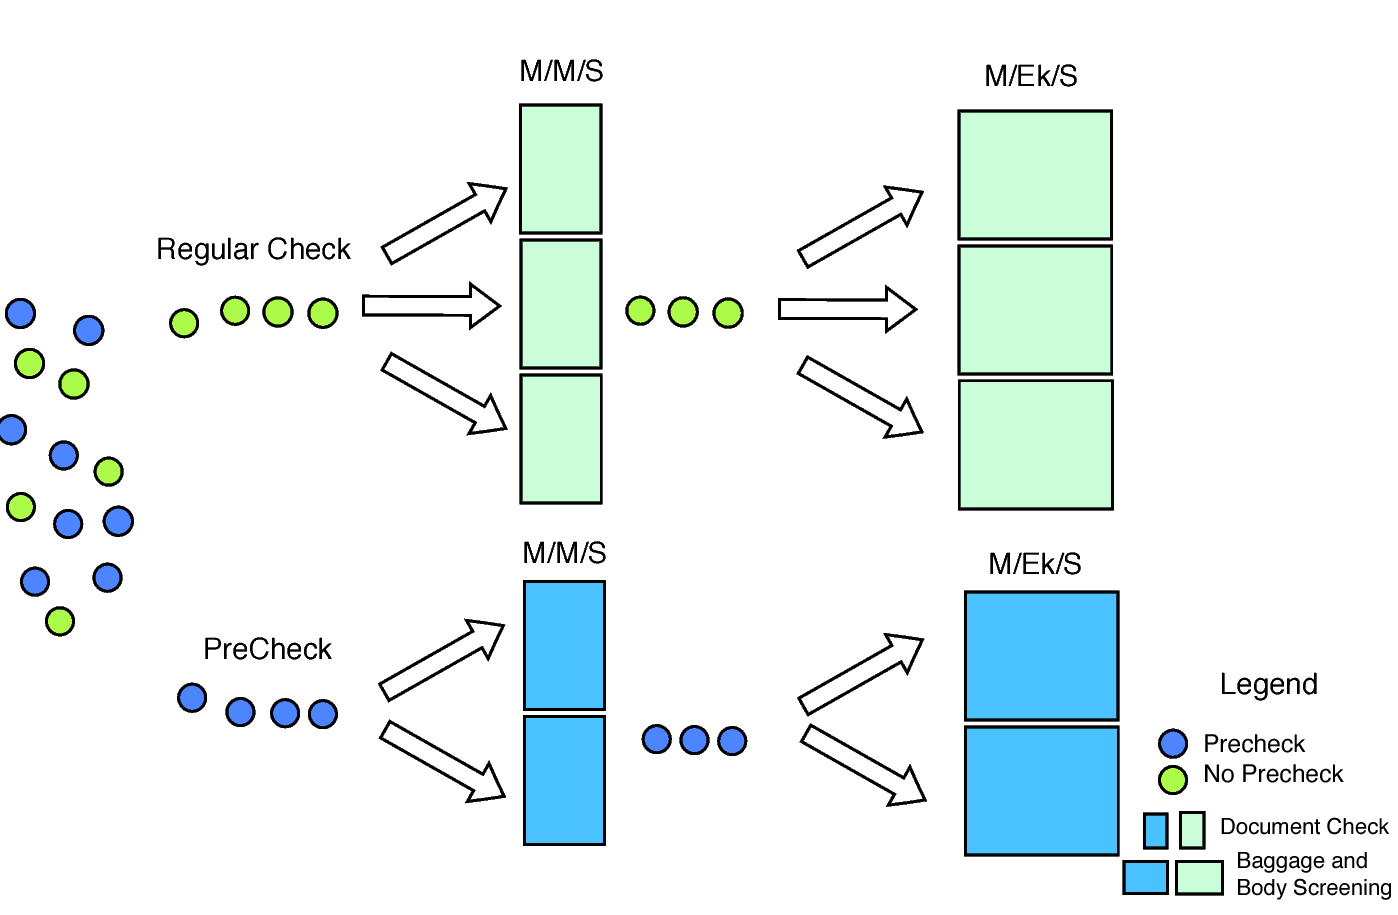 M/M/S
M/Ek/S
Regular Check
M/M/S
M/Ek/S
PreCheck
Legend
Precheck
No Precheck
Document Check
Baggage and
Body Screening